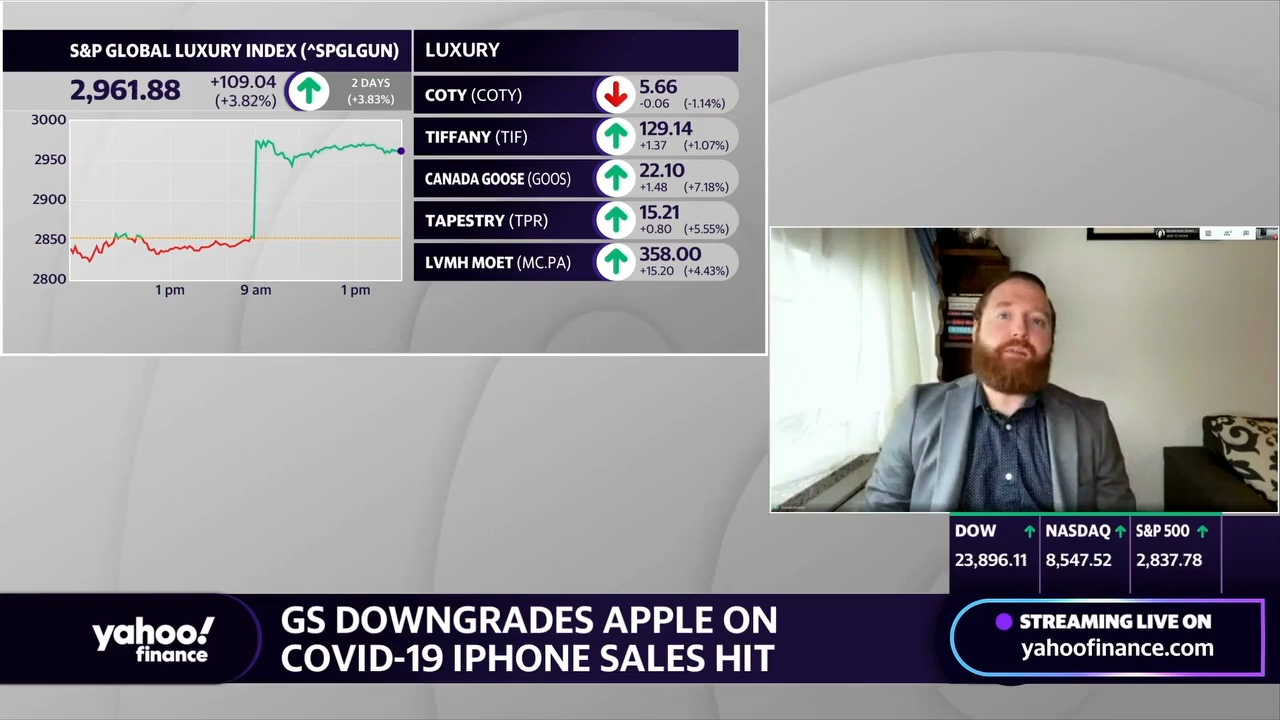 S&P GLOBAL LUXURY INDEX (^SPGLGUN)
2,961.88
+109.04
(+3.82%)
2 DAYS
(+3.83%)
3000
2950
2900
2850
2800
1 pm
9 am
1 pm
LUXURY
COTY (COTY)
5.66
-0.06 (-1.14%)
TIFFANY (TIF)
129.14
+1.37 (+1.07%)
CANADA GOOSE (GOOS)
22.10
+1.48 (+7.18%)
TAPESTRY (TPR)
15.21
+0.80 (+5.55%)
LVMH MOET (MC.PA)
358.00
+15.20 (+4.43%)
DOW
23,896.11
NASDAQ
8,547.52
S&P 500
2,837.78
yahoo!
finance
GS DOWNGRADES APPLE ON
COVID-19 IPHONE SALES HIT
STREAMING LIVE ON
yahoofinance.com